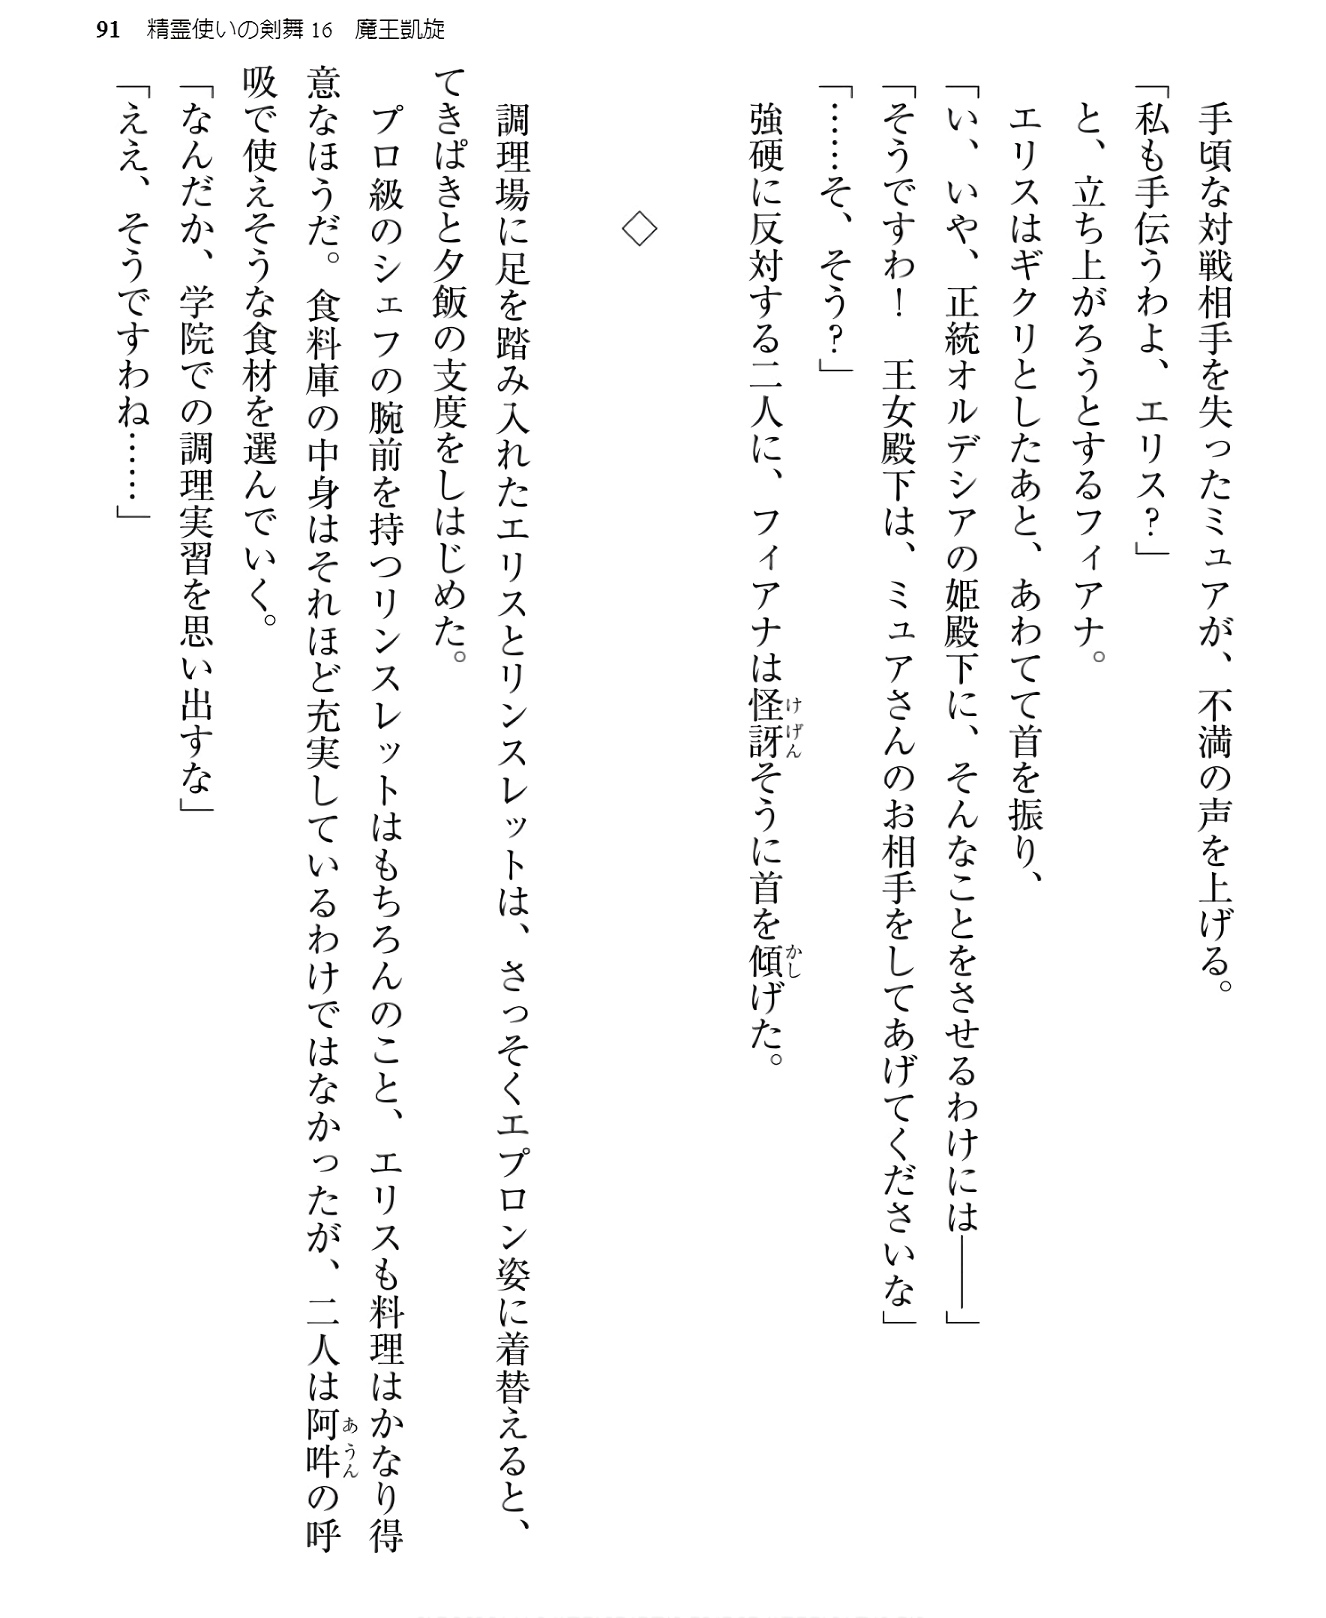 91 精霊使いの剣舞16 魔王凱旋
　手頃な対戦相手を失ったミュアが、不満の声を上げる。
「私も手伝うわよ、エリス?」
　と、立ち上がろうとするフィアナ。
　エリスはギクリとしたあと、あわてて首を振り、
「い、いや、正統オルデシアの姫殿下に、そんなことをさせるわけには――」
「そうですわ!　王女殿下は、ミュアさんのお相手をしてあげてくださいな」
「……そ、そう?」
　強硬に反対する二人に、フィアナは怪訝そうに首を傾げた。
けげん
かし
◇
　調理場に足を踏み入れたエリスとリンスレットは、さっそくエプロン姿に着替えると、
てきぱきと夕飯の支度をしはじめた。
　プロ級のシェフの腕前を持つリンスレットはもちろんのこと、エリスも料理はかなり得
意なほうだ。食料庫の中身はそれほど充実しているわけではなかったが、二人は阿吽の呼
あうん
吸で使えそうな食材を選んでいく。
「なんだか、学院での調理実習を思い出すな」
「ええ、そうですわね……」